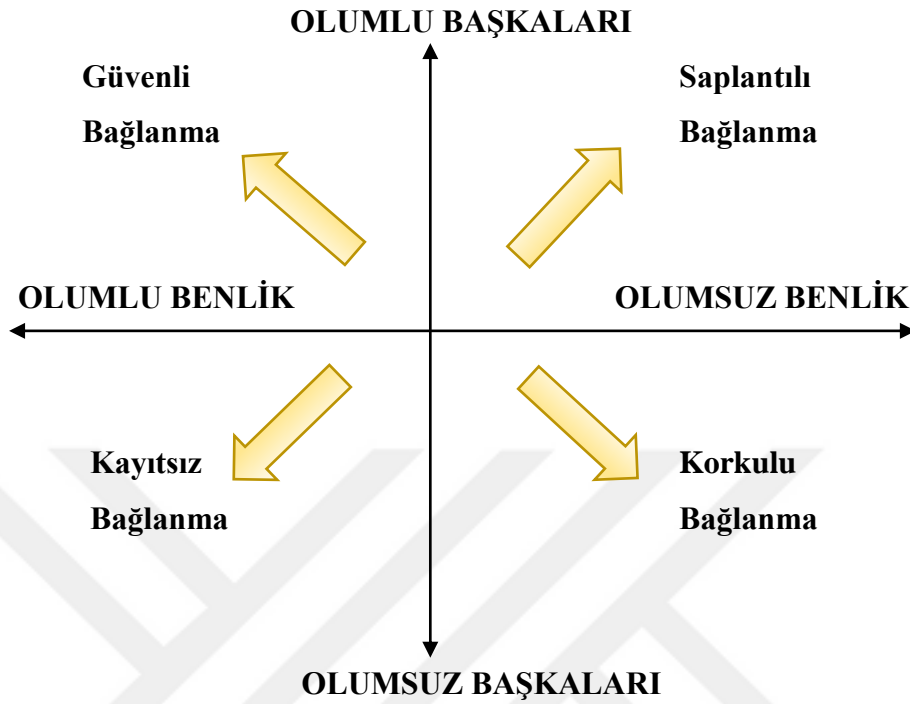 OLUMLU BAŞKALARI
Güvenli
Bağlanma
Saplantılı
Bağlanma
OLUMLU BENLİK
OLUMSUZ BENLİK
Kayıtsız
Bağlanma
Korkulu
Bağlanma
OLUMSUZ BAŞKALARI